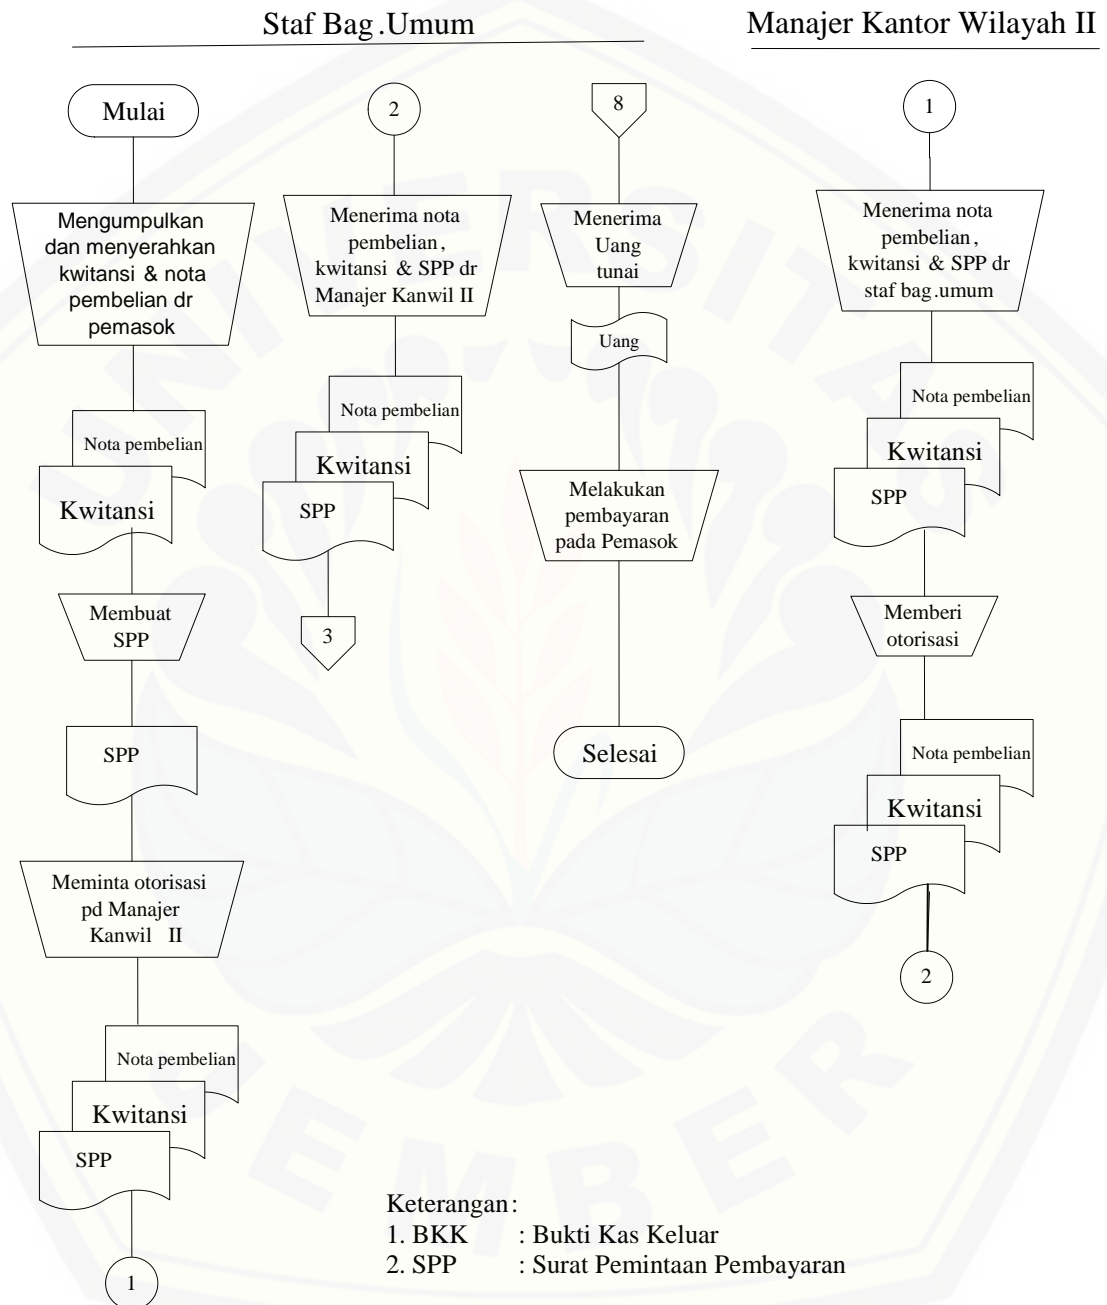 Staf Bag.Umum
Manajer Kantor Wilayah II
Mulai
Mengumpulkan
dan menyerahkan
kwitansi & nota
pembelian dr
pemasok
Nota pembelian
Kwitansi
Membuat
SPP
SPP
Meminta otorisasi
pd Manajer
Kanwil II
Nota pembelian
Kwitansi
SPP
1
2
Menerima nota
pembelian,
kwitansi & SPP dr
Manajer Kanwil II
Nota pembelian
Kwitansi
SPP
3
8
Menerima
Uang
tunai
Uang
Melakukan
pembayaran
pada Pemasok
Selesai
1
Menerima nota
pembelian,
kwitansi & SPP dr
staf bag.umum
Nota pembelian
Kwitansi
SPP
Memberi
otorisasi
Nota pembelian
Kwitansi
SPP
2
Keterangan:
1. BKK : Bukti Kas Keluar
2. SPP : Surat Pemintaan Pembayaran
UNIVERSITAS
JEMBER